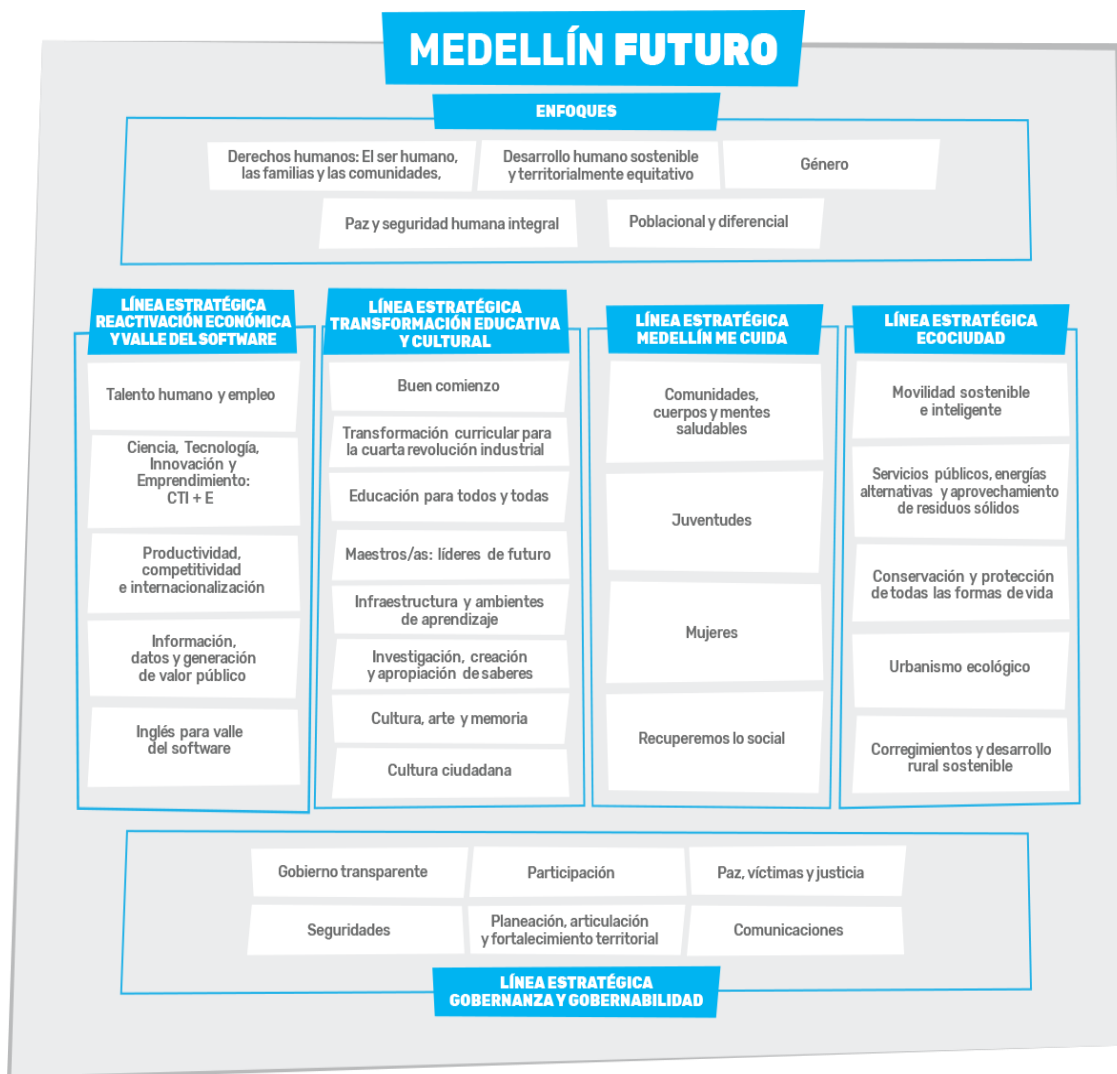 MEDELLÍN FUTURO
ENFOQUES
Derechos humanos: El ser humano,
las familias y las comunidades,
Desarrollo humano sostenible
y territorialmente equitativo
Género
Paz y seguridad humana integral
Poblacional y diferencial
LÍNEA ESTRATÉGICA
REACTIVACIÓN ECONÓMICA
Y VALLE DEL SOFTWARE
Talento humano y empleo
Ciencia, Tecnología,
Innovación y
Emprendimiento:
CTI + E
Productividad,
competitividad
e internacionalización
Información,
datos y generación
de valor público
Inglés para valle
del software
LÍNEA ESTRATÉGICA
TRANSFORMACIÓN EDUCATIVA
Y CULTURAL
Buen comienzo
Transformación curricular para
la cuarta revolución industrial
Educación para todos y todas
Maestros/as: líderes de futuro
Infraestructura y ambientes
de aprendizaje
Investigación, creación
y apropiación de saberes
Cultura, arte y memoria
Cultura ciudadana
LÍNEA ESTRATÉGICA
MEDELLÍN ME CUIDA
Comunidades,
cuerpos y mentes
saludables
Juventudes
Mujeres
Recuperemos lo social
LÍNEA ESTRATÉGICA
ECOCIUDAD
Movilidad sostenible
e inteligente
Servicios públicos, energías
alternativas y aprovechamiento
de residuos sólidos
Conservación y protección
de todas las formas de vida
Urbanismo ecológico
Corregimientos y desarrollo
rural sostenible
Gobierno transparente
Participación
Paz, víctimas y justicia
Seguridades
Planeación, articulación
y fortalecimiento territorial
Comunicaciones
LÍNEA ESTRATÉGICA
GOBERNANZA Y GOBERNABILIDAD